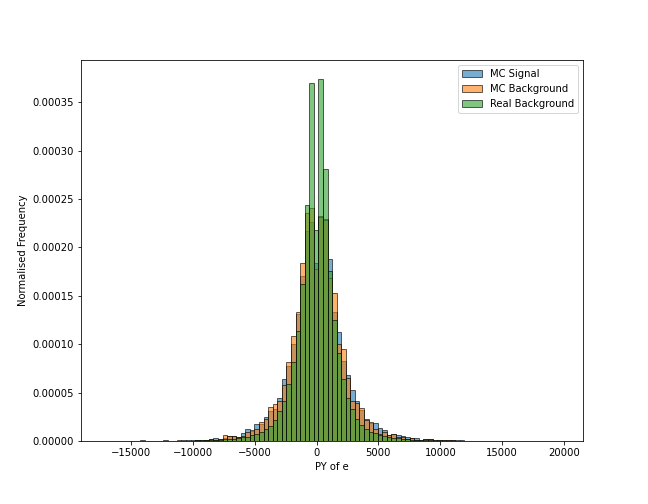 MC Signal
MC Background
Real Background
Normalised Frequency
0.00035
0.00030
0.00025
0.00020
0.00015
0.00010
0.00005
0.00000
−15000 −10000 −5000 0 5000 10000 15000 20000
PY of e